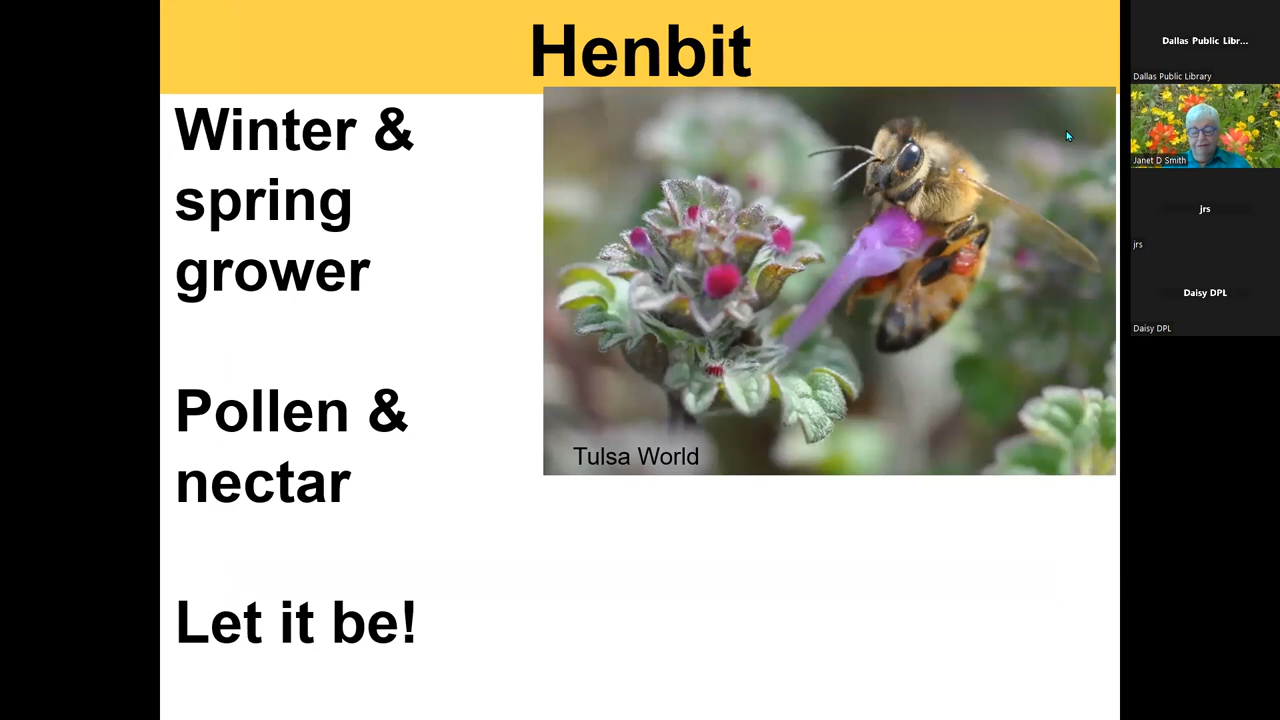 Henbit
Winter &
spring
grower
Pollen &
nectar
Let it be!
Tulsa World
Dallas Public Libr...
Dallas Public Library
Janet D Smith
jrs
jrs
Daisy DPL
Daisy DPL